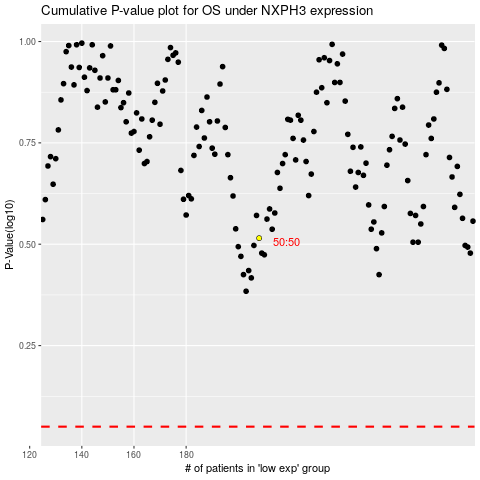 Cumulative P-value plot for OS under NXPH3 expression
P-Value(log10)
1.00
0.75
0.50
0.25
50:50
120 140 160 180
# of patients in 'low exp' group